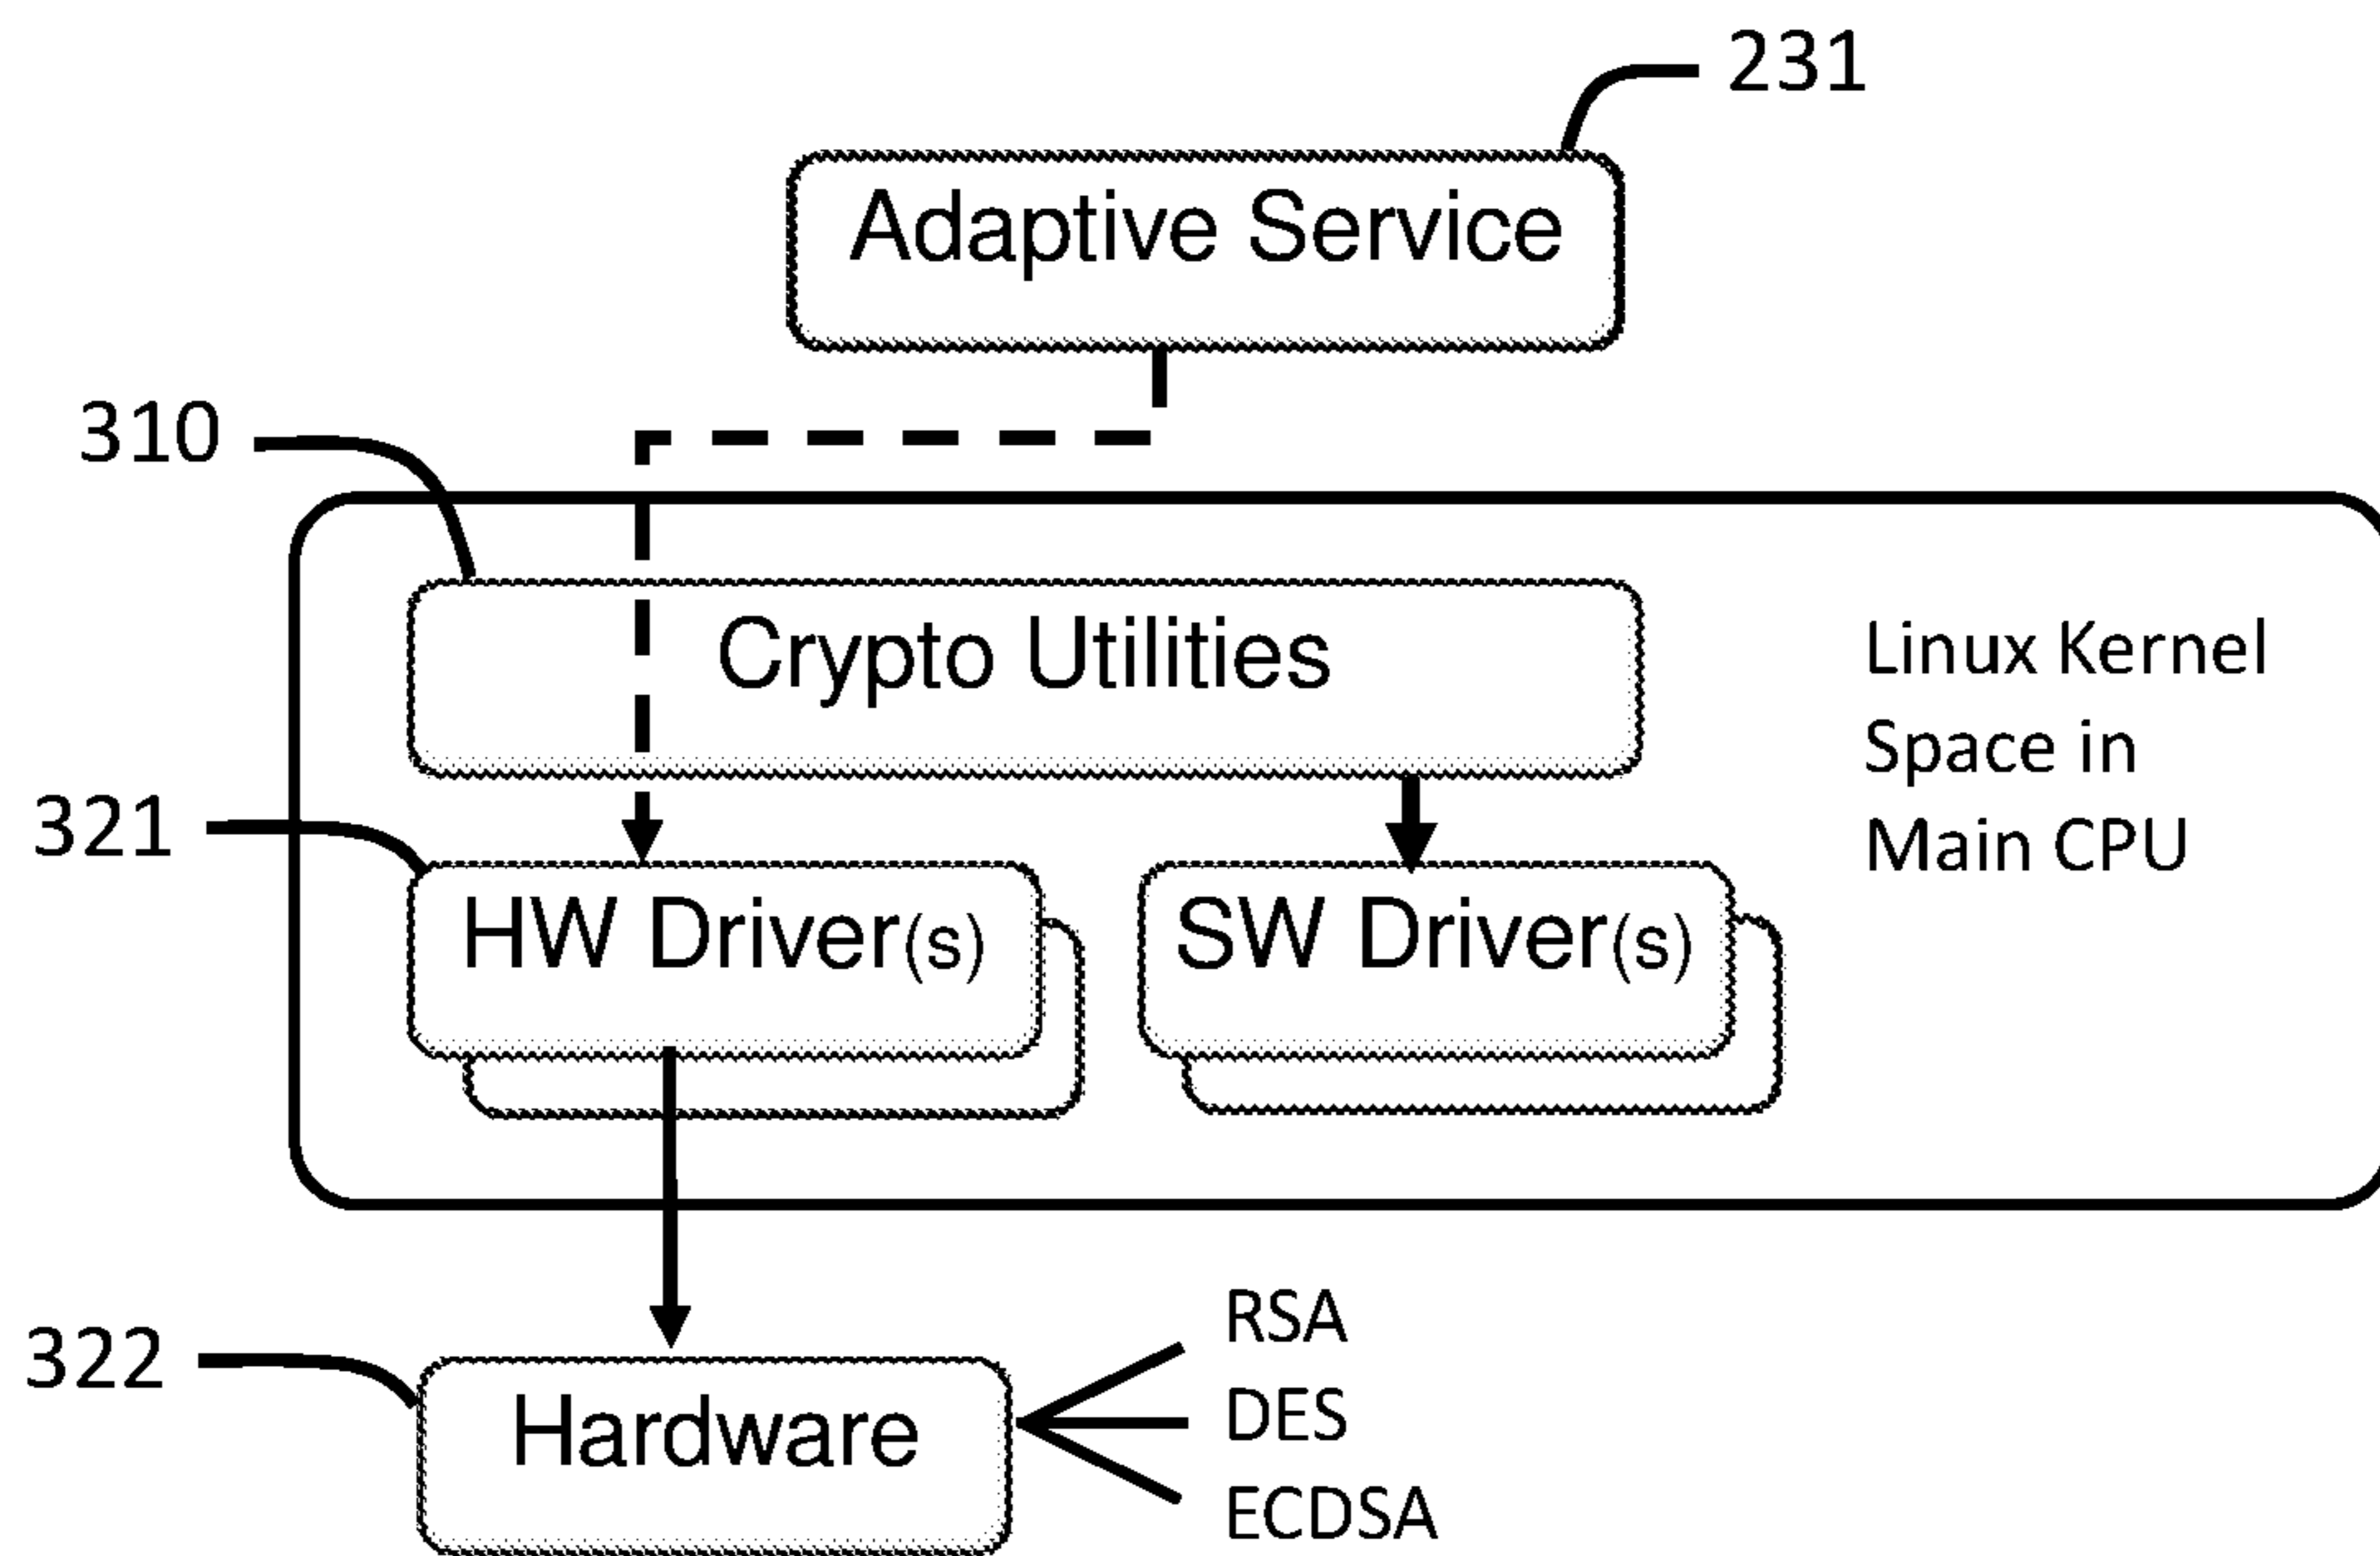 231
Adaptive Service
310
Crypto Utilities
Linux Kernel
Space in
Main CPU
321
HW Driver(s)
SW Driver(s)
322
Hardware
RSA
DES
ECDSA